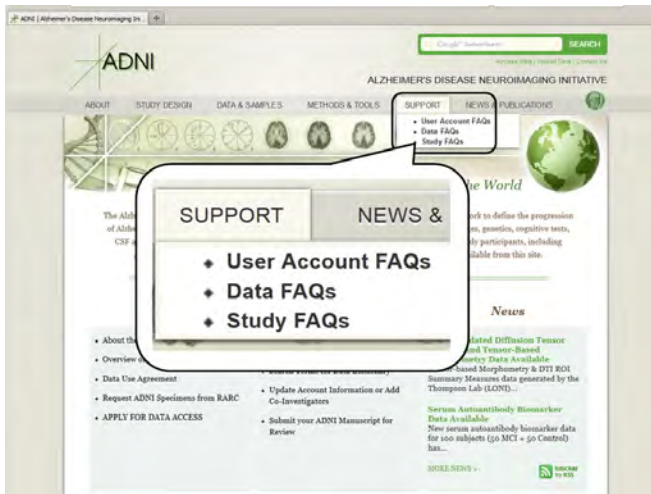 ADNI | Alzheimer's Disease Neuroimaging In...
ADNI
SEARCH
ALZHEIMER'S DISEASE NEUROIMAGING INITIATIVE
ABOUT STUDY DESIGN DATA & SAMPLES METHODS & TOOLS SUPPORT NEWS & PUBLICATIONS
• User Account FAQs
• Data FAQs
Study FAQs
he World
SUPPORT NEWS &
User Account FAQs
Data FAQs
Study FAQs
The Alzh
of Alzhe
CSF a
ork to define the progression
es, genetics, cognitive tests,
dy participants, including
ilable from this site.
News
• About the
• Overview o
• Data Use Agreement
• Request ADNI Specimens from RARC
• APPLY FOR DATA ACCESS
• Update Account Information or Add
Co-Investigators
• Submit your ADNI Manuscript for
Review
dated Diffusion Tensor
nd Tensor-Based
metry Data Available
-based Morphometry & DTI ROI
Summary Measures data generated by the
Thompson Lab (LONI)...
Serum Autoantibody Biomarker
Data Available
New serum autoantibody biomarker data
for 100 subjects (50 MCI + 50 Control)
has...
MORE NEWS »
Subscribe
by RSS